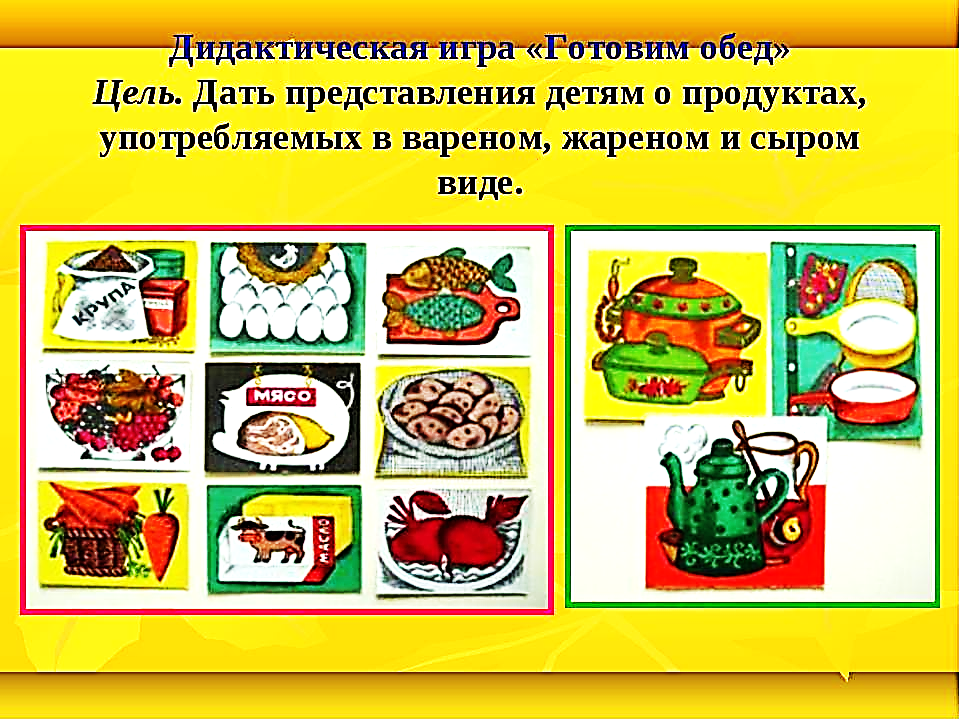 Дидактическая игра «Готовим обед»
Цель. Дать представления детям о продуктах,
употребляемых в вареном, жареном и сыром
виде.
КРУПА
МЯСО
МАСЛО